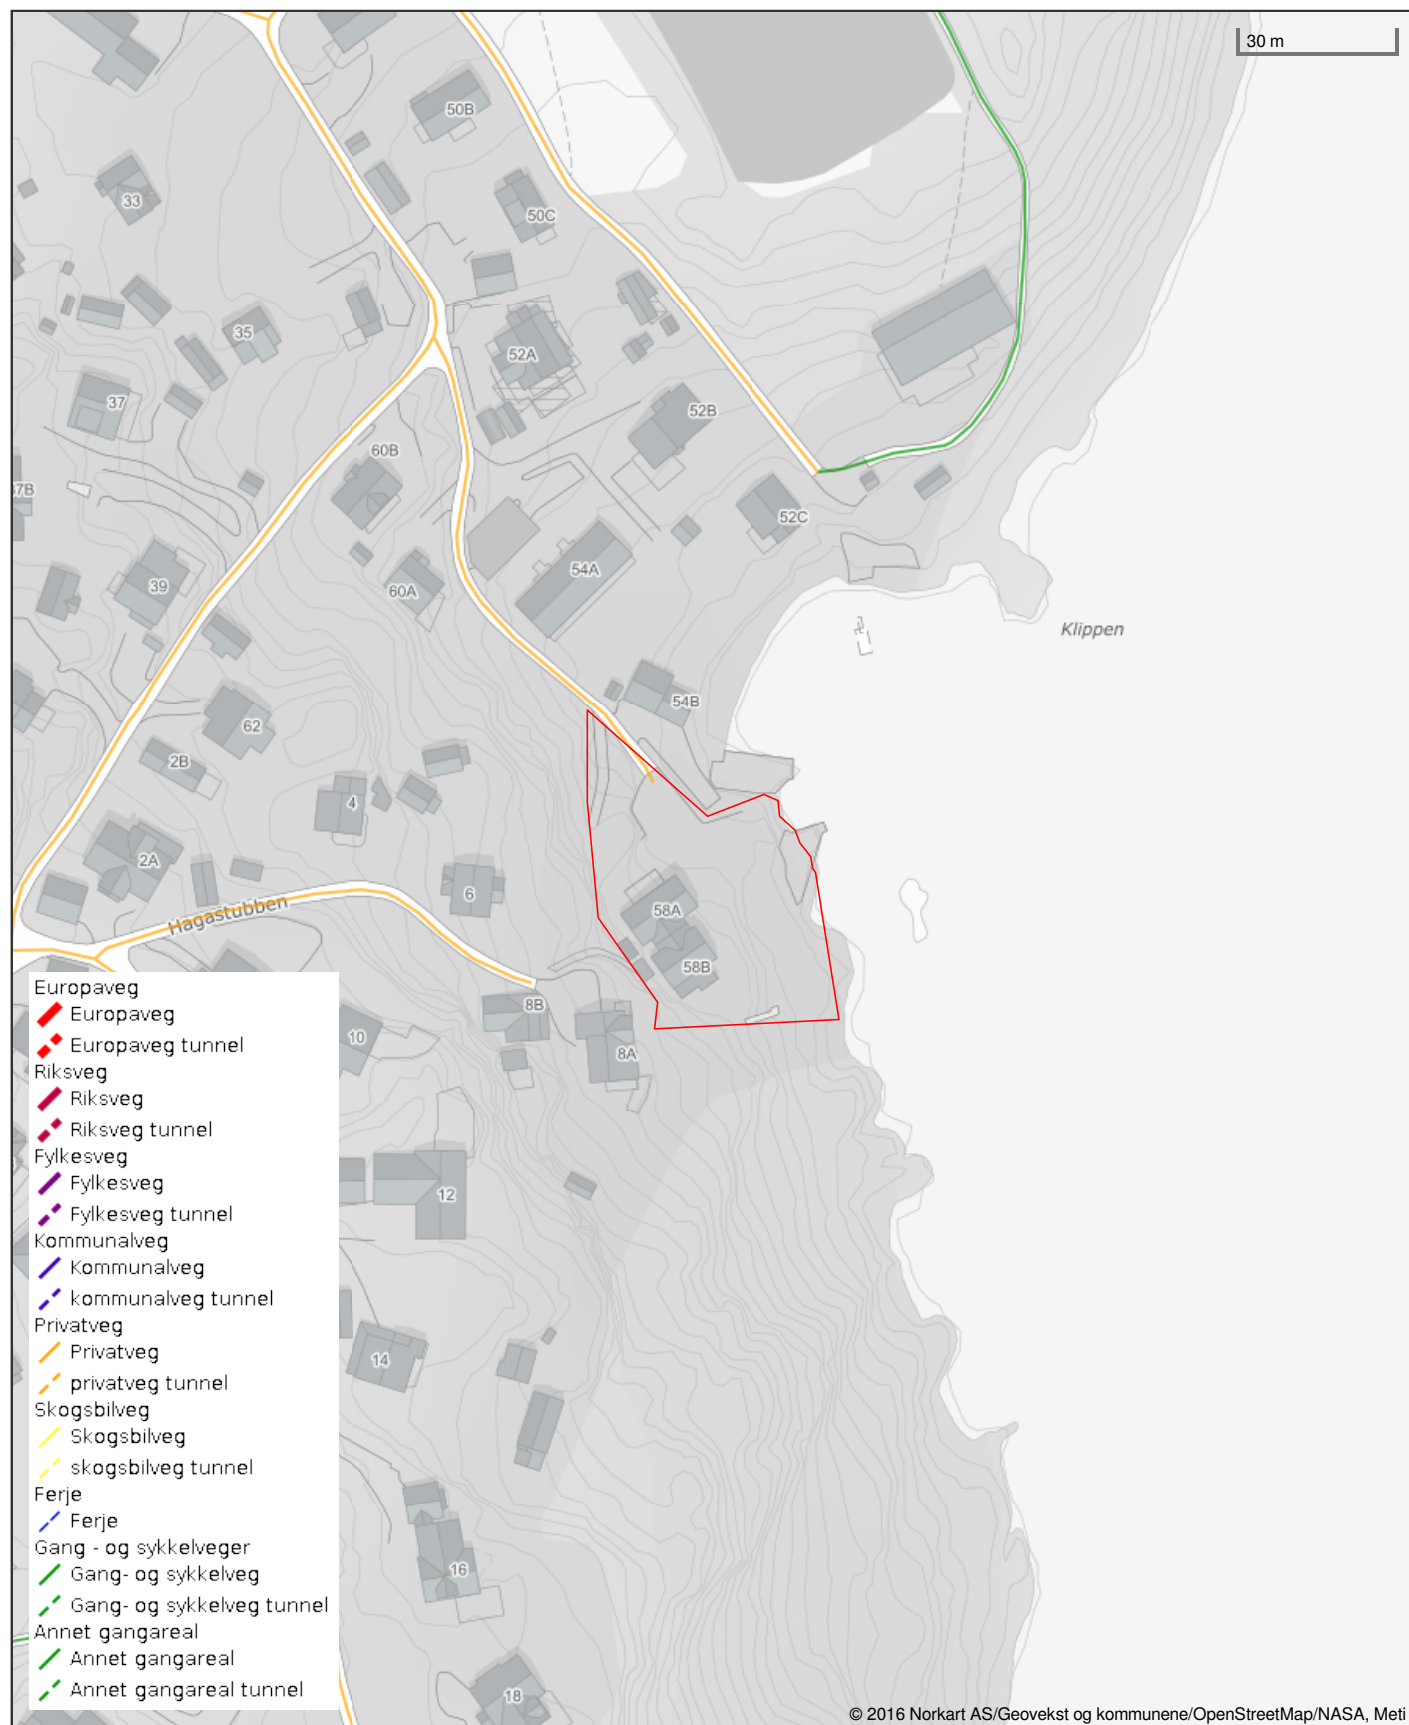 30 m
50B
33
50C
35
52A
37
52B
60B
7B
52C
54A
39
60A
Klippen
54B
62
2B
4
2A
6
Hagastubben
58A
58B
8B
10
8A
12
14
16
18
Europaveg
Europaveg
Europaveg tunnel
Riksveg
Riksveg
Riksveg tunnel
Fylkesveg
Fylkesveg
Fylkesveg tunnel
Kommunalveg
Kommunalveg
kommunalveg tunnel
Privatveg
Privatveg
privatveg tunnel
Skogsbilveg
Skogsbilveg
skogsbilveg tunnel
Ferje
Ferje
Gang - og sykkelveger
Gang- og sykkelveg
Gang- og sykkelveg tunnel
Annet gangareal
Annet gangareal
Annet gangareal tunnel
© 2016 Norkart AS/Geovekst og kommunene/OpenStreetMap/NASA, Meti